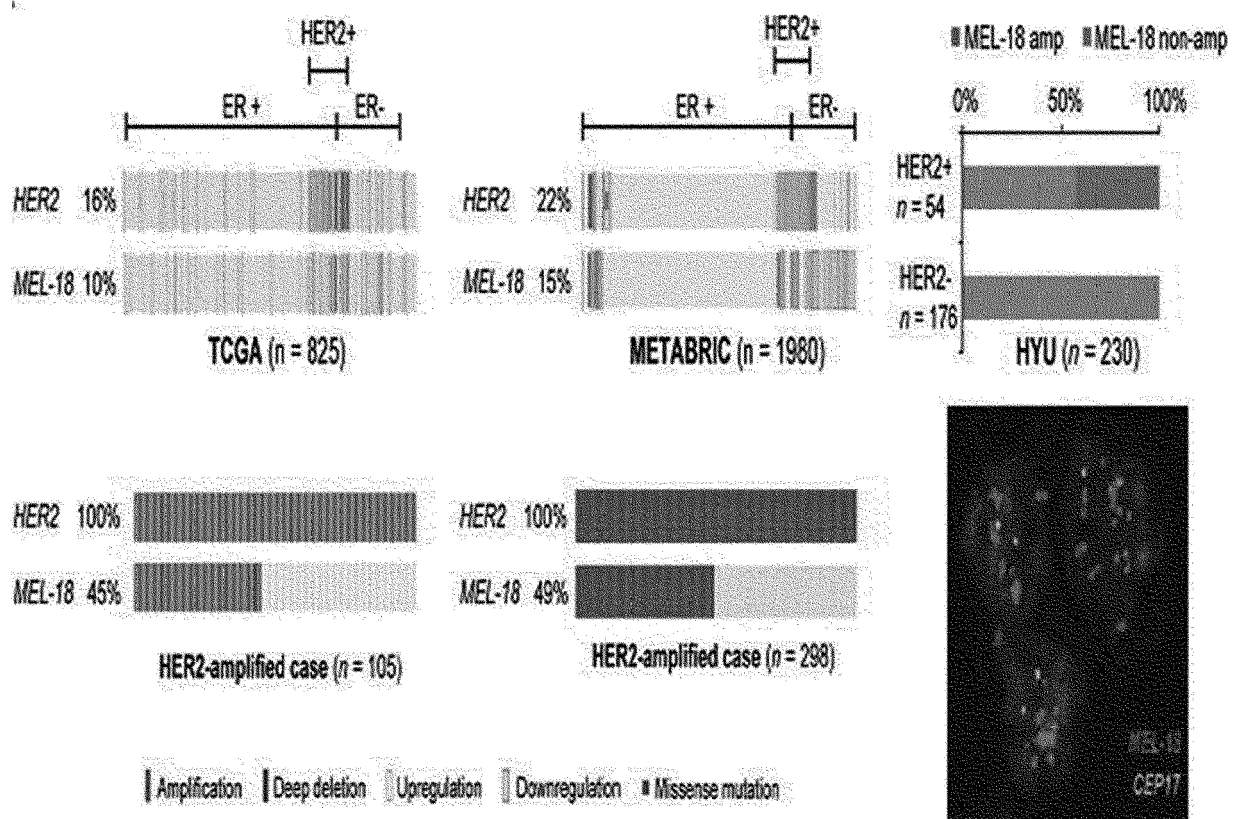 HER2+
ER +
ER-
HER2 16%
MEL-18 10%
TCGA (n = 825)
HER2+
ER +
ER-
HER2 22%
MEL-18 15%
METABRIC (n = 1980)
MEL-18 amp MEL-18 non-amp
0% 50% 100%
HER2+
n = 54
HER2-
n = 176
HYU (n = 230)
HER2 100%
MEL-18 45%
HER2-amplified case (n = 105)
HER2 100%
MEL-18 49%
HER2-amplified case (n = 298)
MEL-18
CEP17
Amplification Deep deletion Upregulation Downregulation Missense mutation